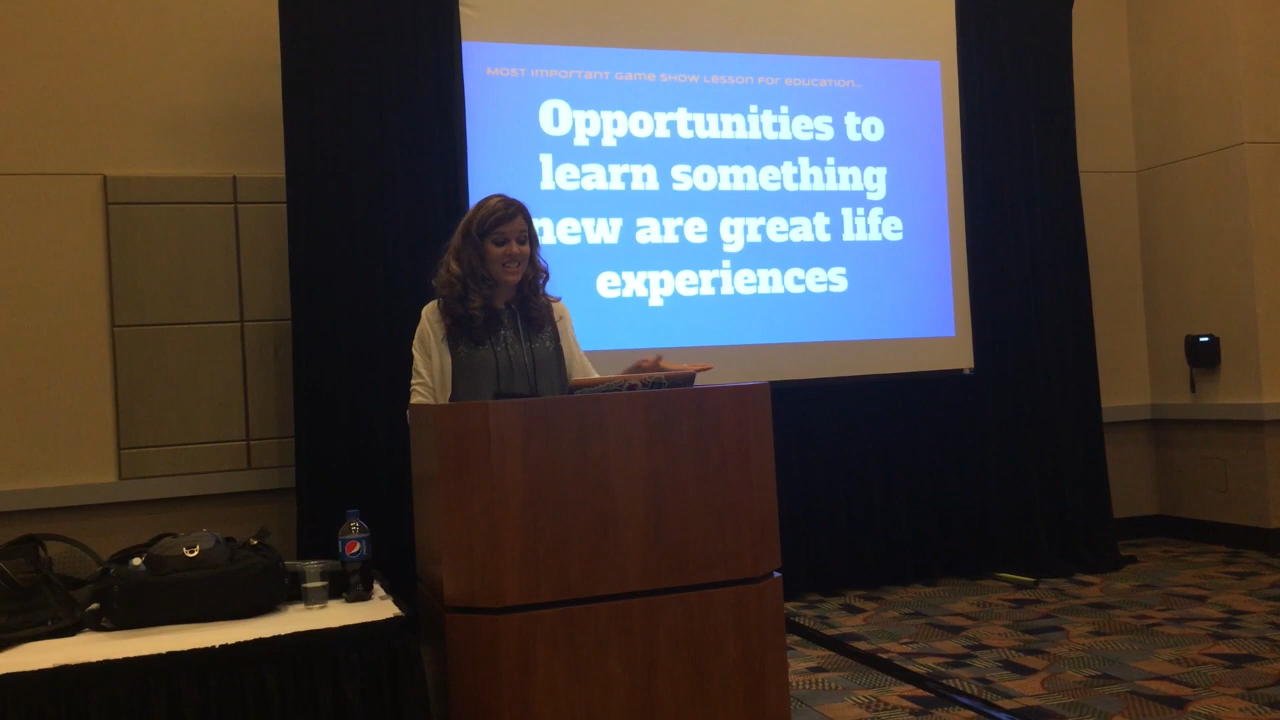 MOST IMPORTANT GAME SHOW LESSON FOR EDUCATION...
Opportunities to
learn something
new are great life
experiences